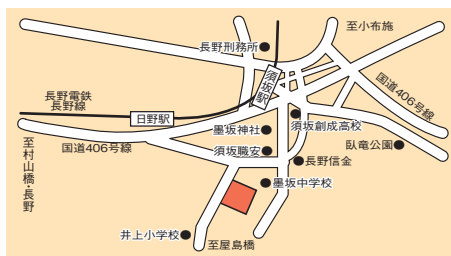 至小布施
長野刑務所
須坂駅
国道406号線
長野電鉄
長野線
日野駅
墨坂神社
須坂創成高校
臥竜公園
国道406号線
須坂職安
長野信金
至村山橋・長野
墨坂中学校
井上小学校
至屋島橋